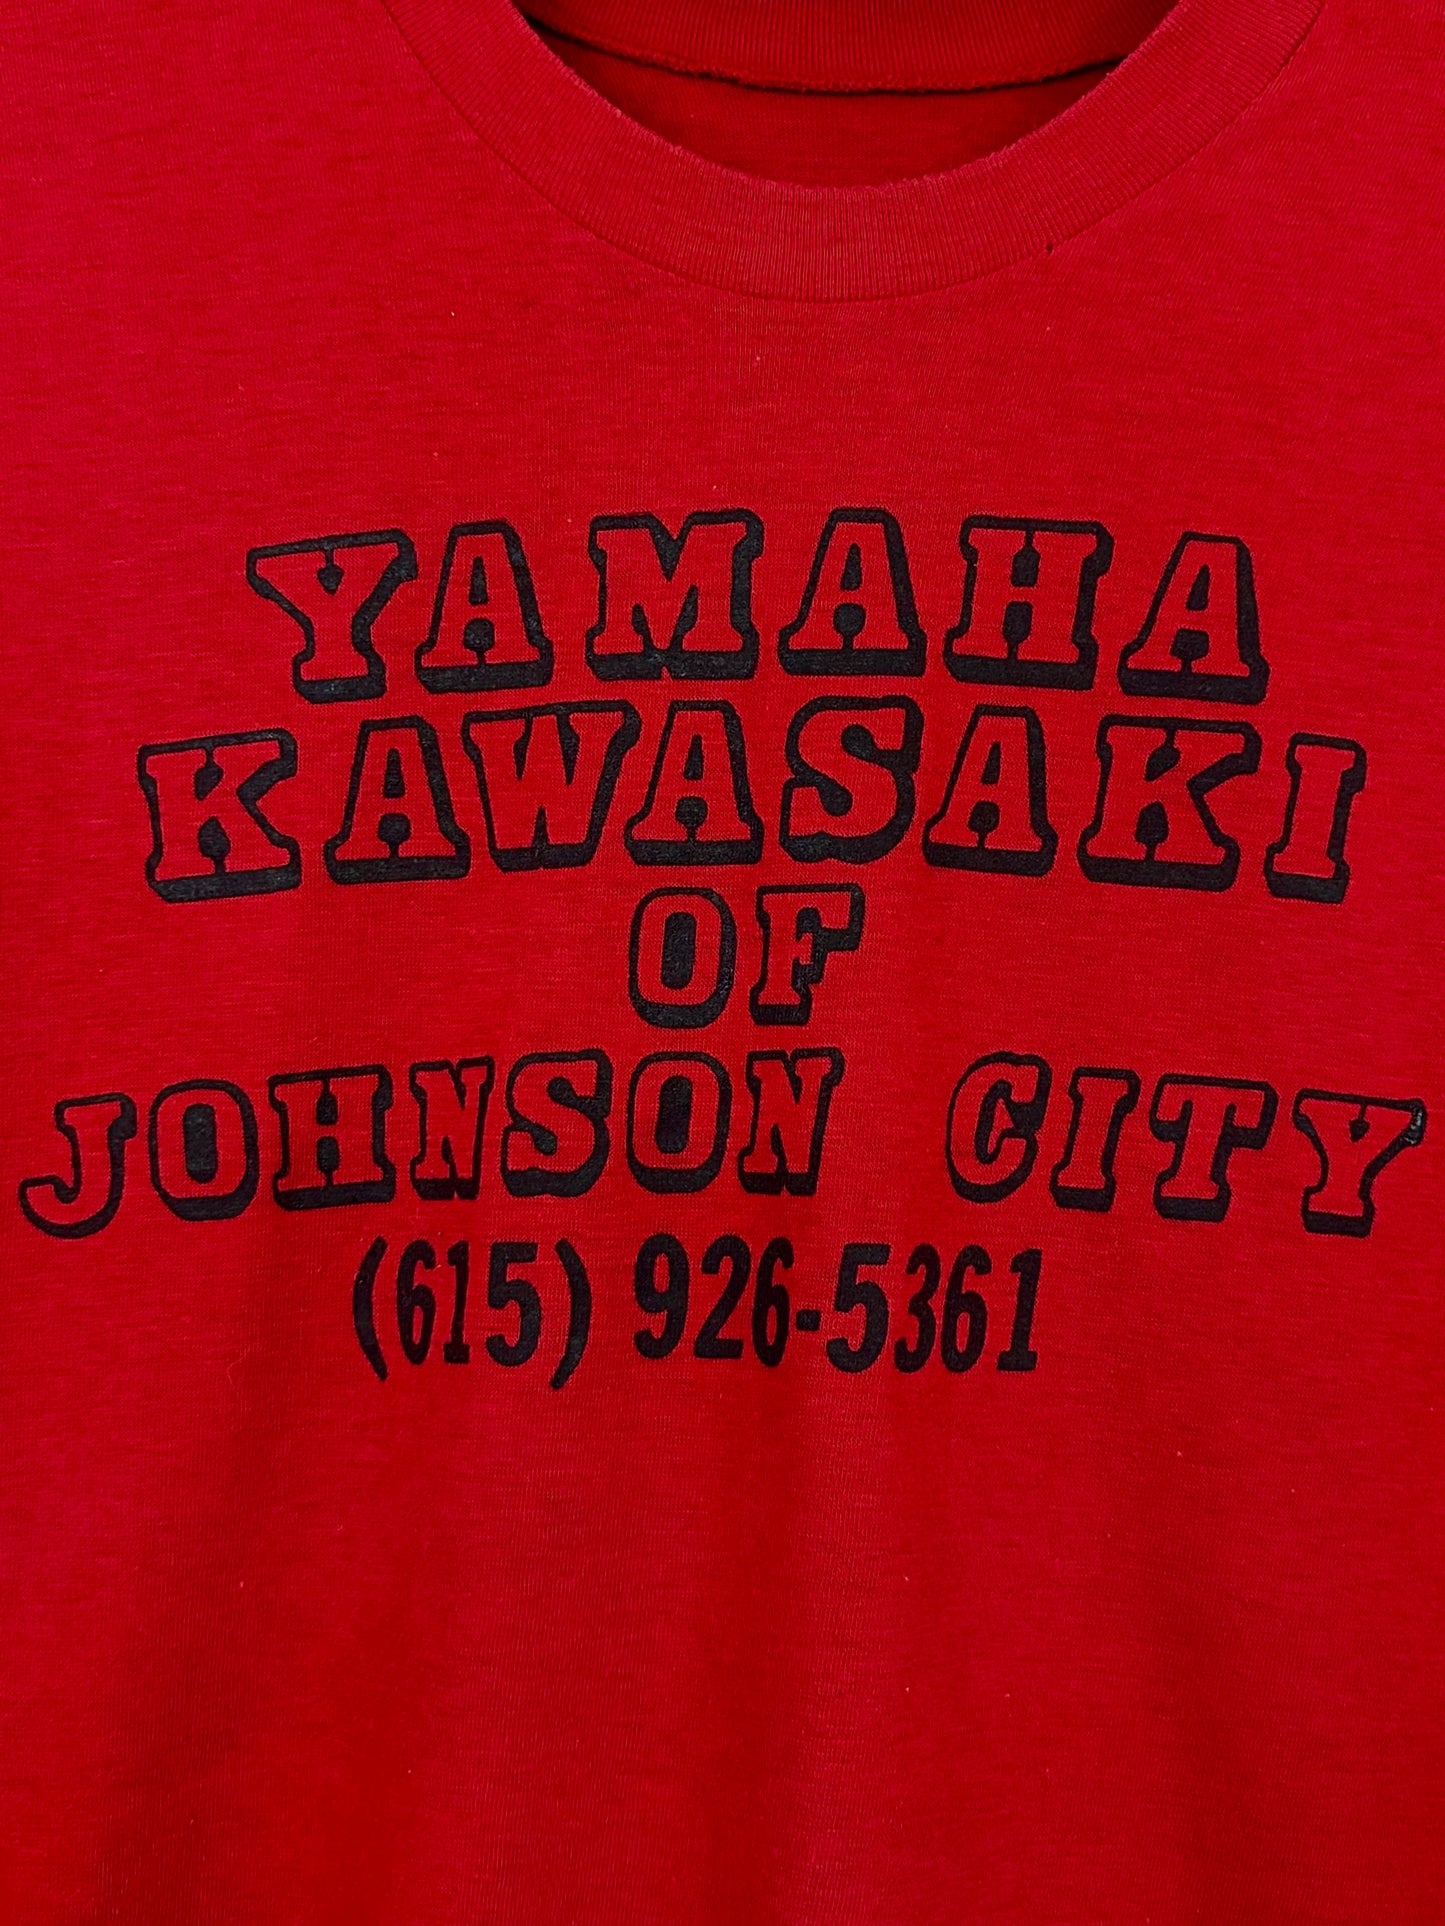 YAMAHA
KAWASAKI
OF
JOHNSON CITY
(615) 926-5361